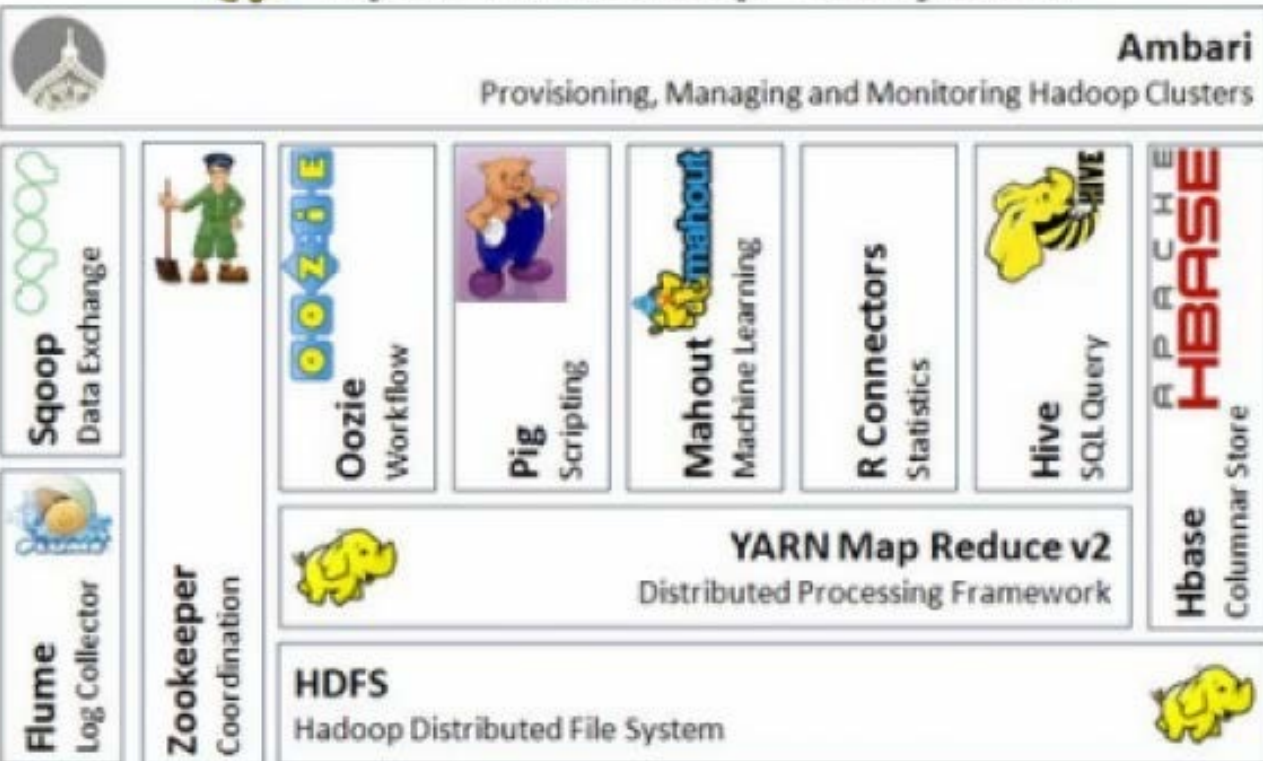 Ambari
Provisioning, Managing and Monitoring Hadoop Clusters
Sqoop
Data Exchange
Flume
Log Collector
Zookeeper
Coordination
OOZiE
Oozie
Workflow
Pig
Scripting
mahout
Mahout
Machine Learning
R Connectors
Statistics
HIVE
Hive
SQL Query
APACHE
HBASE
Hbase
Columnar Store
YARN Map Reduce v2
Distributed Processing Framework
HDFS
Hadoop Distributed File System